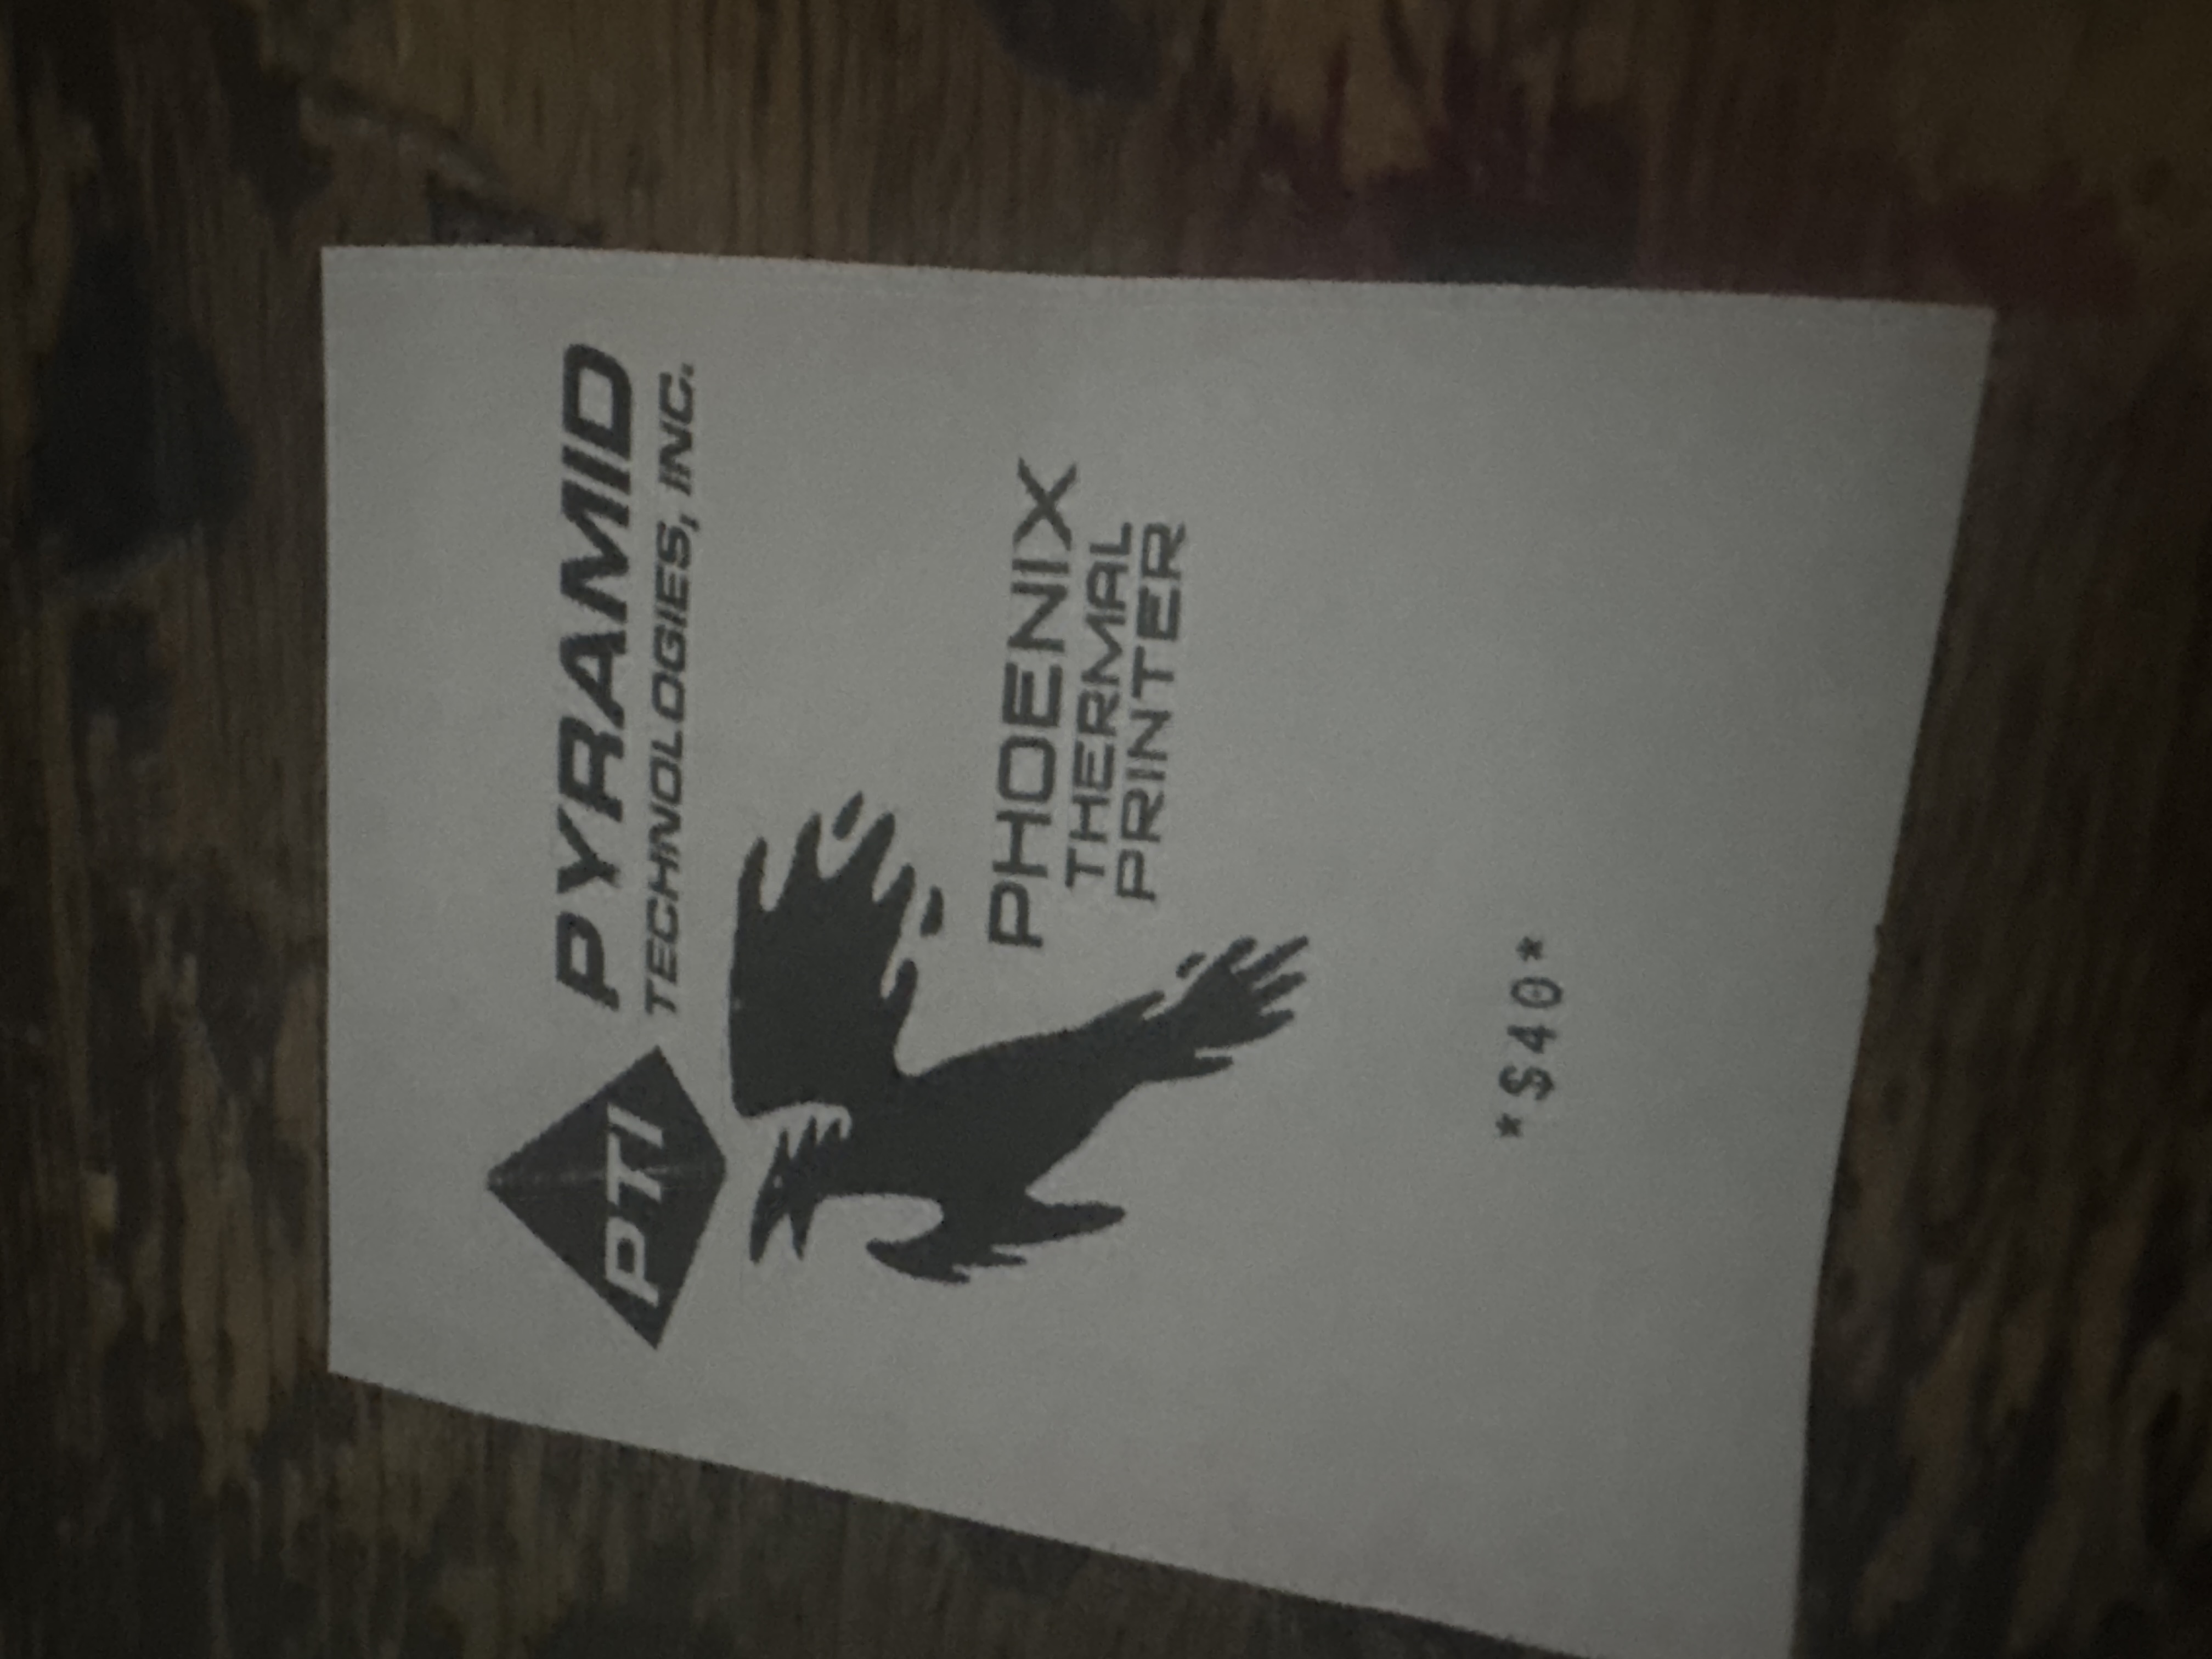 PTI
PYRAMID
TECHNOLOGIES, INC.
PHOENIX
THERMAL
PRINTER
*$40*